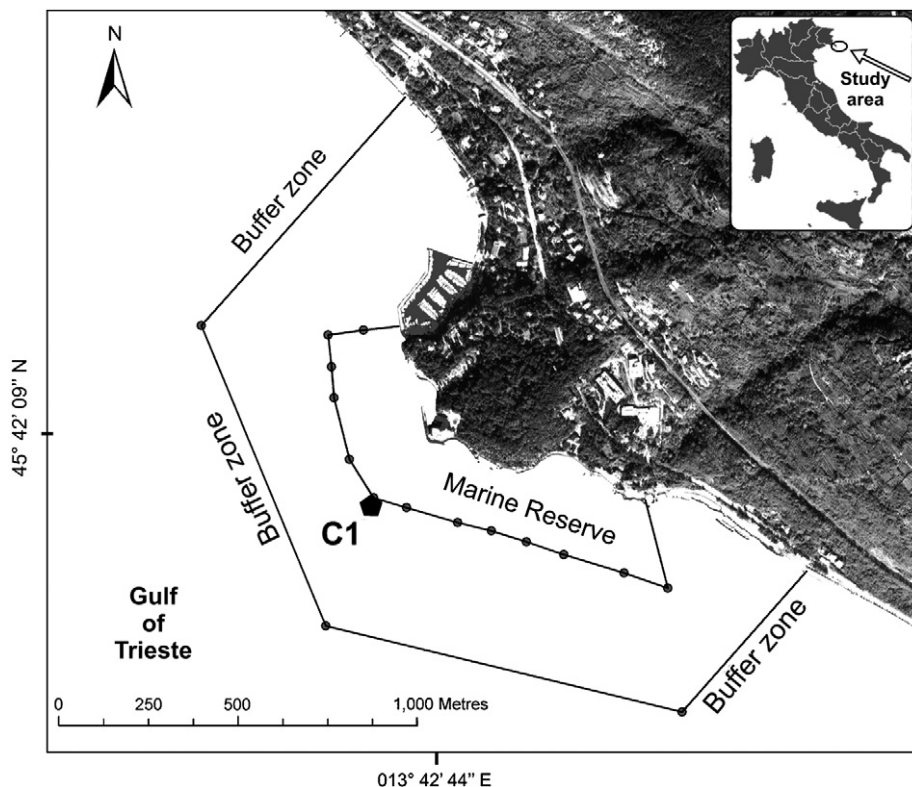 N
Study
area
Buffer zone
45° 42' 09" N
Buffer zone
Marine Reserve
C1
Gulf
of
Trieste
Buffer zone
0 250 500 1,000 Metres
013° 42' 44" E